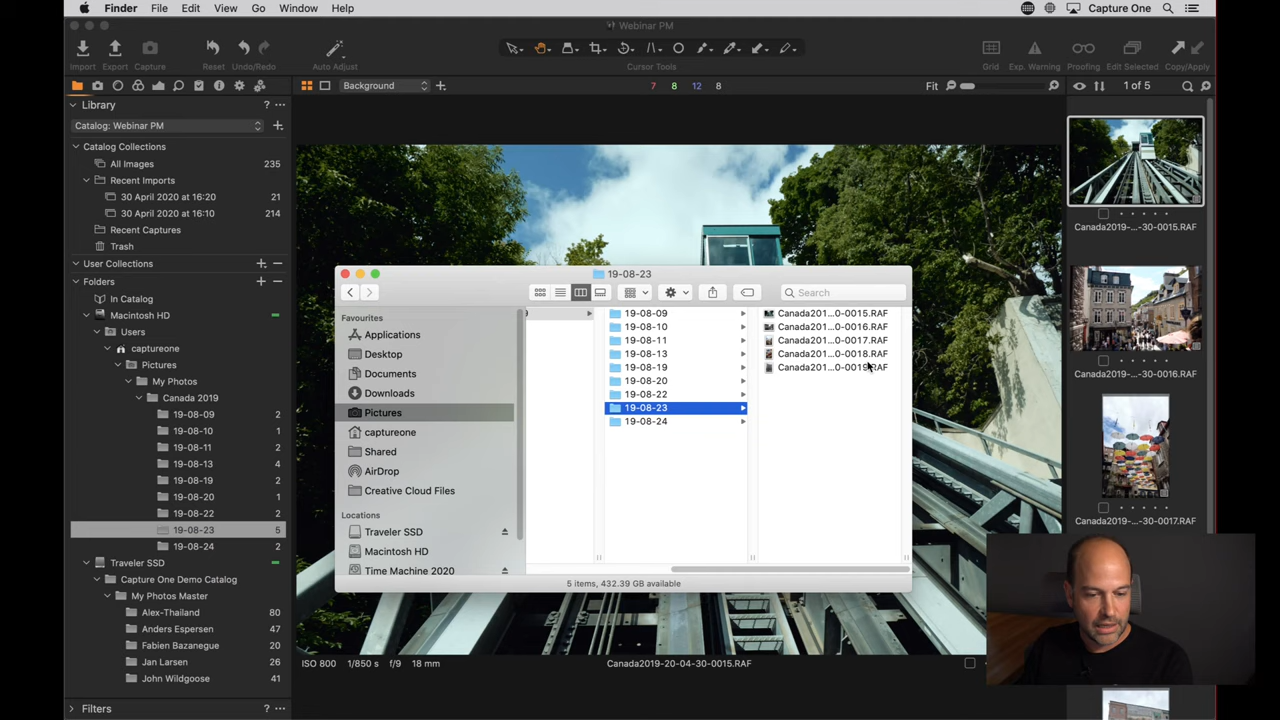 Finder File Edit View Go Window Help Capture One
Webinar PM
Import Export Capture Reset Undo/Redo Auto Adjust Cursor Tools Grid Exp. Warning Proofing Edit Selected Copy/Apply
Background 7 8 12 8 Fit 1 of 5
Library ?
Catalog: Webinar PM
Catalog Collections
All Images 235
Recent Imports
30 April 2020 at 16:20 21
30 April 2020 at 16:10 214
Recent Captures
Trash
User Collections
Folders
In Catalog
Macintosh HD
Users
captureone
Pictures
My Photos
Canada 2019
19-08-09 2
19-08-10 1
19-08-11 2
19-08-13 4
19-08-19 2
19-08-20 1
19-08-22 2
19-08-23 5
19-08-24 2
Traveler SSD
Capture One Demo Catalog
My Photos Master
Alex-Thailand 80
Anders Espersen 47
Fabien Bazanegue 20
Jan Larsen 26
John Wildgoose 41
Filters ?
19-08-23
Search
Favourites
Applications
Desktop
Documents
Downloads
Pictures
captureone
Shared
AirDrop
Creative Cloud Files
Locations
Traveler SSD
Macintosh HD
Time Machine 2020
9
19-08-09
19-08-10
19-08-11
19-08-13
19-08-19
19-08-20
19-08-22
19-08-23
19-08-24
Canada201...0-0015.RAF
Canada201...0-0016.RAF
Canada201...0-0017.RAF
Canada201...0-0018.RAF
Canada201...0-0019.RAF
5 items, 432.39 GB available
ISO 800 1/850 s f/9 18 mm Canada2019-20-04-30-0015.RAF
Canada2019-...-30-0015.RAF
Canada2019-...-30-0016.RAF
Canada2019-...-30-0017.RAF